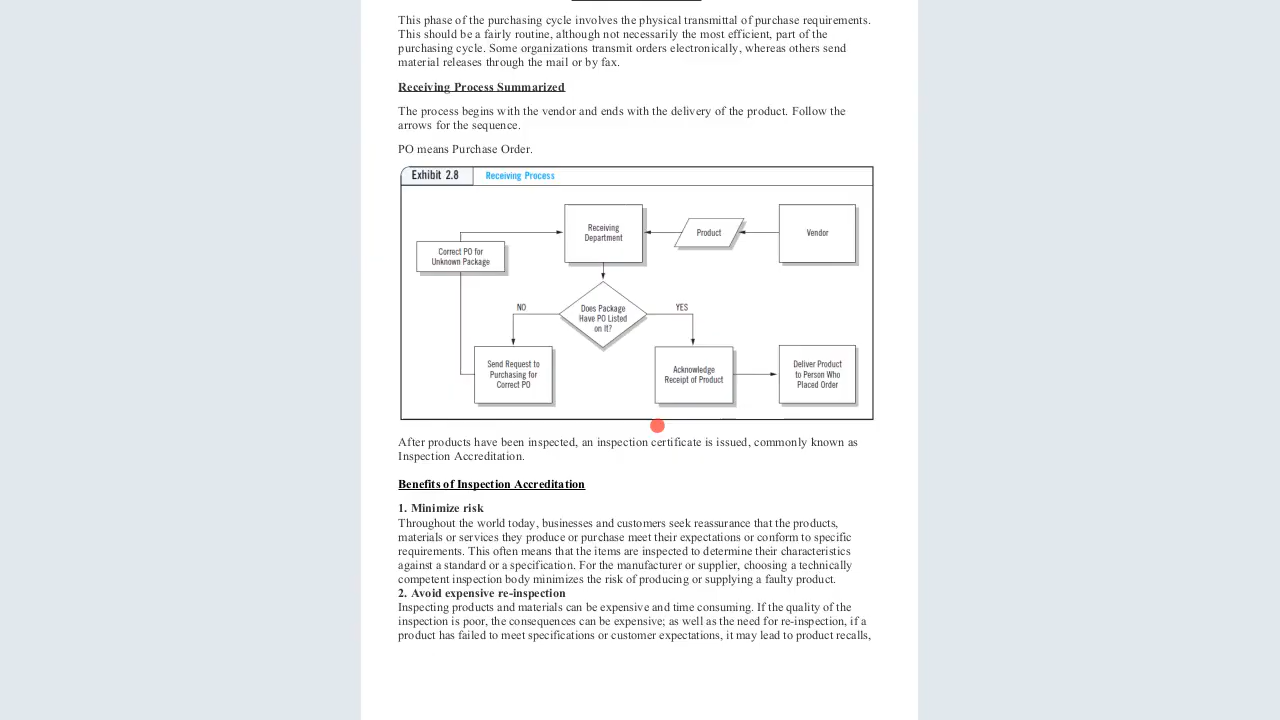 This phase of the purchasing cycle involves the physical transmittal of purchase requirements.
This should be a fairly routine, although not necessarily the most efficient, part of the
purchasing cycle. Some organizations transmit orders electronically, whereas others send
material releases through the mail or by fax.
Receiving Process Summarized
The process begins with the vendor and ends with the delivery of the product. Follow the
arrows for the sequence.
PO means Purchase Order.
Exhibit 2.8 Receiving Process
Receiving
Department
Product
Vendor
Correct PO for
Unknown Package
NO
Does Package
Have PO Listed
on It?
YES
Send Request to
Purchasing for
Correct PO
Acknowledge
Receipt of Product
Deliver Product
to Person Who
Placed Order
After products have been inspected, an inspection certificate is issued, commonly known as
Inspection Accreditation.
Benefits of Inspection Accreditation
1. Minimize risk
Throughout the world today, businesses and customers seek reassurance that the products,
materials or services they produce or purchase meet their expectations or conform to specific
requirements. This often means that the items are inspected to determine their characteristics
against a standard or a specification. For the manufacturer or supplier, choosing a technically
competent inspection body minimizes the risk of producing or supplying a faulty product.
2. Avoid expensive re-inspection
Inspecting products and materials can be expensive and time consuming. If the quality of the
inspection is poor, the consequences can be expensive; as well as the need for re-inspection, if a
product has failed to meet specifications or customer expectations, it may lead to product recalls,